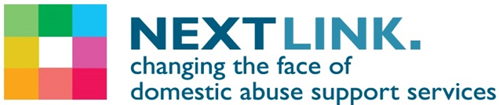 NEXTLINK.
changing the face of
domestic abuse support services